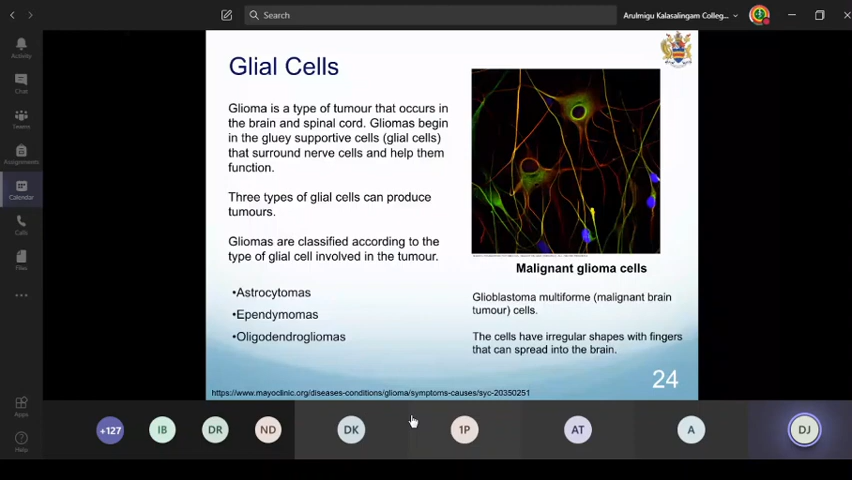 Search
Arulmigu Kalasalingam Colleg...
Activity
Chat
Teams
Assignments
Calendar
Calls
Files
Apps
Help
Glial Cells
Glioma is a type of tumour that occurs in
the brain and spinal cord. Gliomas begin
in the gluey supportive cells (glial cells)
that surround nerve cells and help them
function.
Three types of glial cells can produce
tumours.
Gliomas are classified according to the
type of glial cell involved in the tumour.
•Astrocytomas
•Ependymomas
•Oligodendrogliomas
Malignant glioma cells
Glioblastoma multiforme (malignant brain
tumour) cells.
The cells have irregular shapes with fingers
that can spread into the brain.
24
https://www.mayoclinic.org/diseases-conditions/glioma/symptoms-causes/syc-20350251
+127
IB
DR
ND
DK
1P
AT
A
DJ